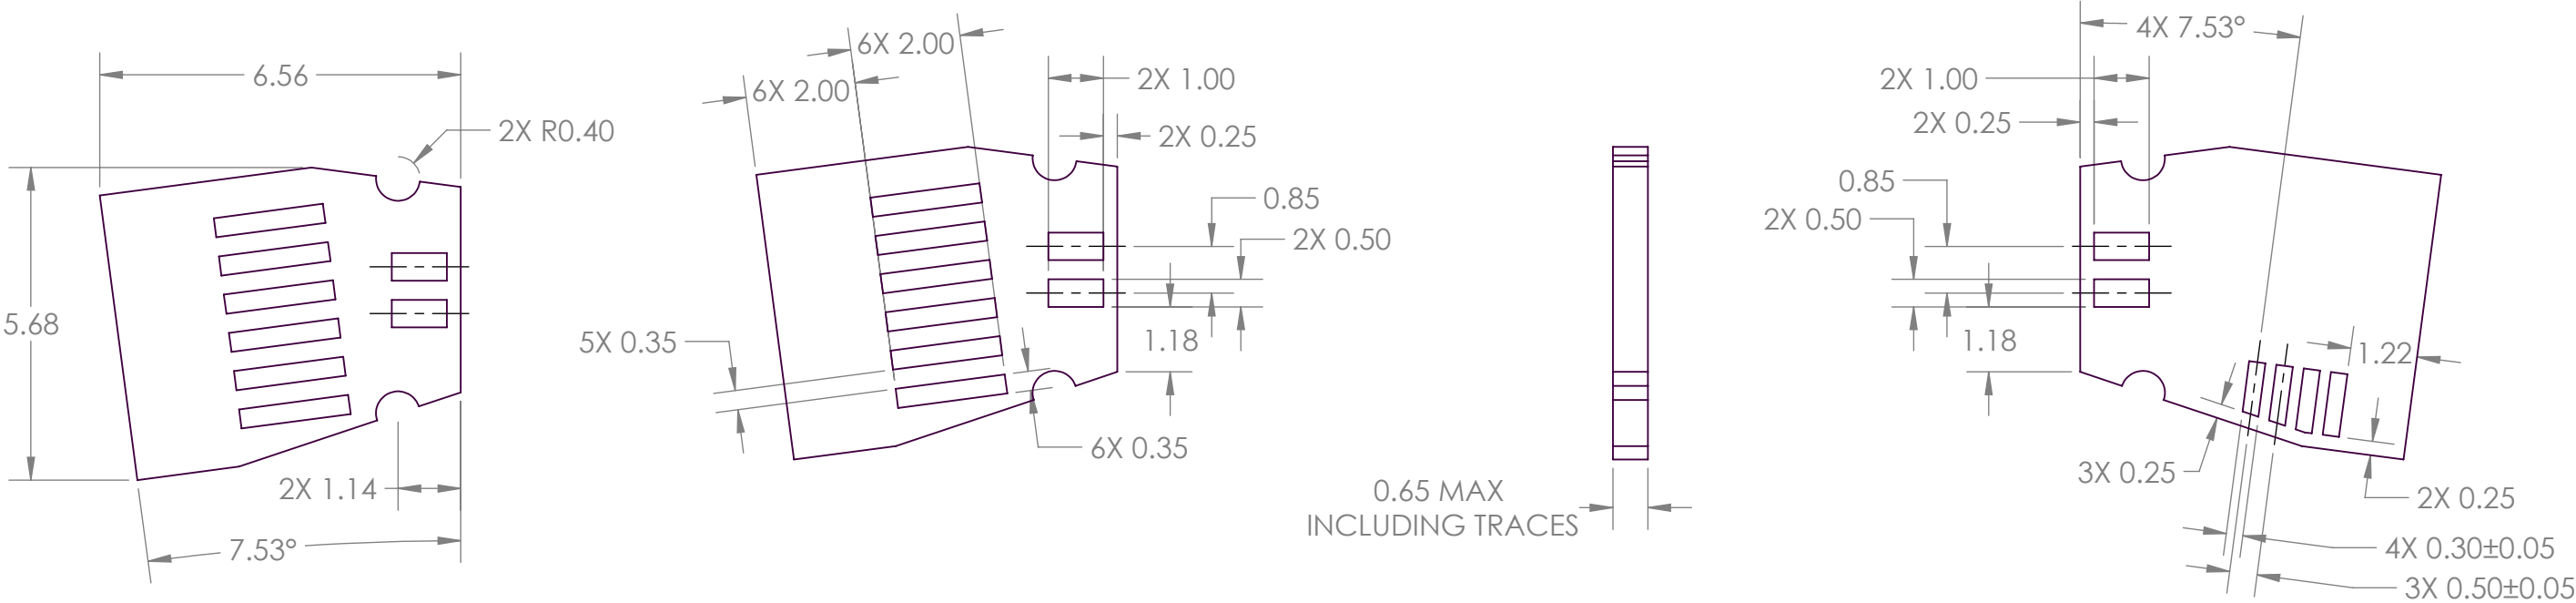 6.56
2X R0.40
5.68
2X 1.14
7.53°
6X 2.00
6X 2.00
2X 1.00
2X 0.25
0.85
2X 0.50
1.18
5X 0.35
6X 0.35
0.65 MAX
INCLUDING TRACES
4X 7.53°
2X 1.00
2X 0.25
0.85
2X 0.50
1.18
1.22
3X 0.25
2X 0.25
4X 0.30±0.05
3X 0.50±0.05